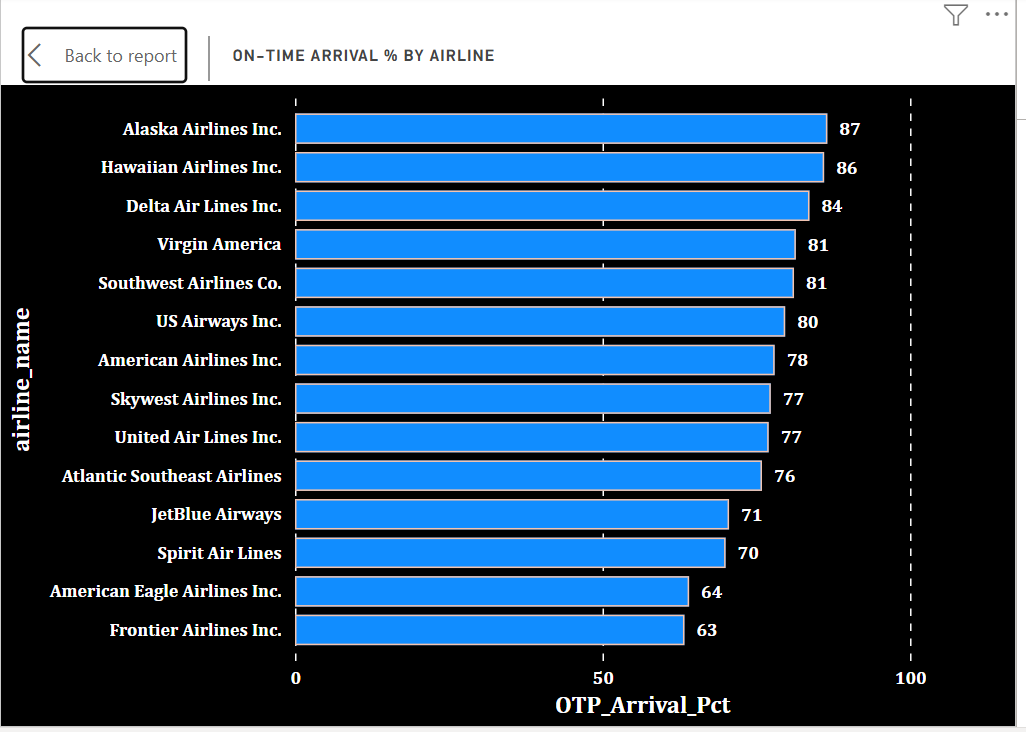 Back to report
ON-TIME ARRIVAL % BY AIRLINE
airline_name
Alaska Airlines Inc. 87
Hawaiian Airlines Inc. 86
Delta Air Lines Inc. 84
Virgin America 81
Southwest Airlines Co. 81
US Airways Inc. 80
American Airlines Inc. 78
Skywest Airlines Inc. 77
United Air Lines Inc. 77
Atlantic Southeast Airlines 76
JetBlue Airways 71
Spirit Air Lines 70
American Eagle Airlines Inc. 64
Frontier Airlines Inc. 63
0 50 100
OTP_Arrival_Pct